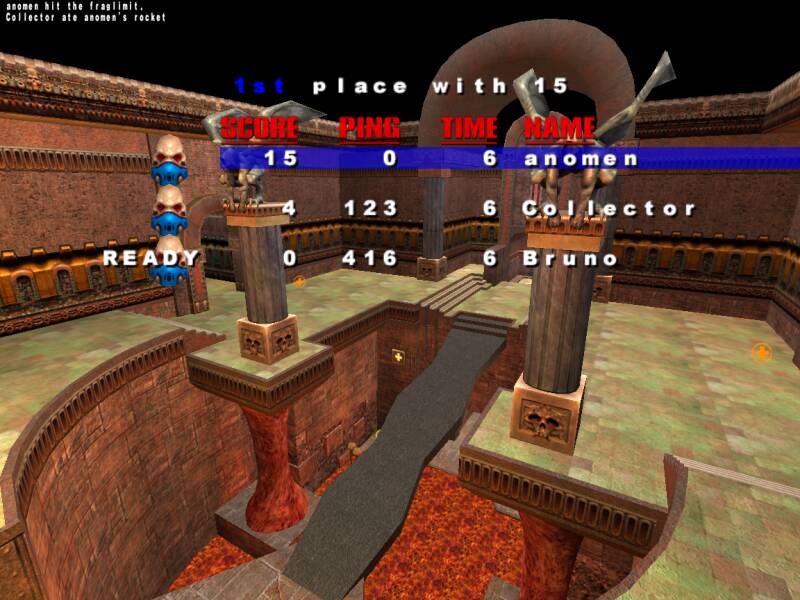 anomen hit the fraglimit.
Collector ate anomen's rocket
1st place with 15
SCORE PING TIME NAME
15 0 6 anomen
4 123 6 Collector
READY 0 416 6 Bruno